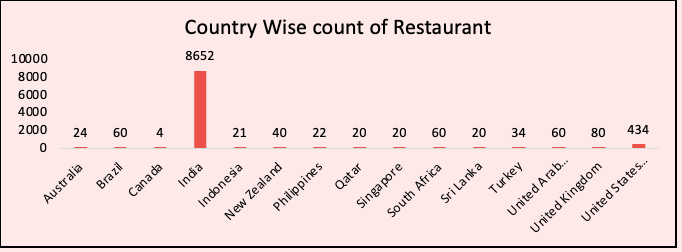 Country Wise count of Restaurant
10000
8000
6000
4000
2000
0
24 60 4 8652 21 40 22 20 20 60 20 34 60 80 434
Australia
Brazil
Canada
India
Indonesia
New Zealand
Philippines
Qatar
Singapore
South Africa
Sri Lanka
Turkey
United Arab...
United Kingdom
United States...